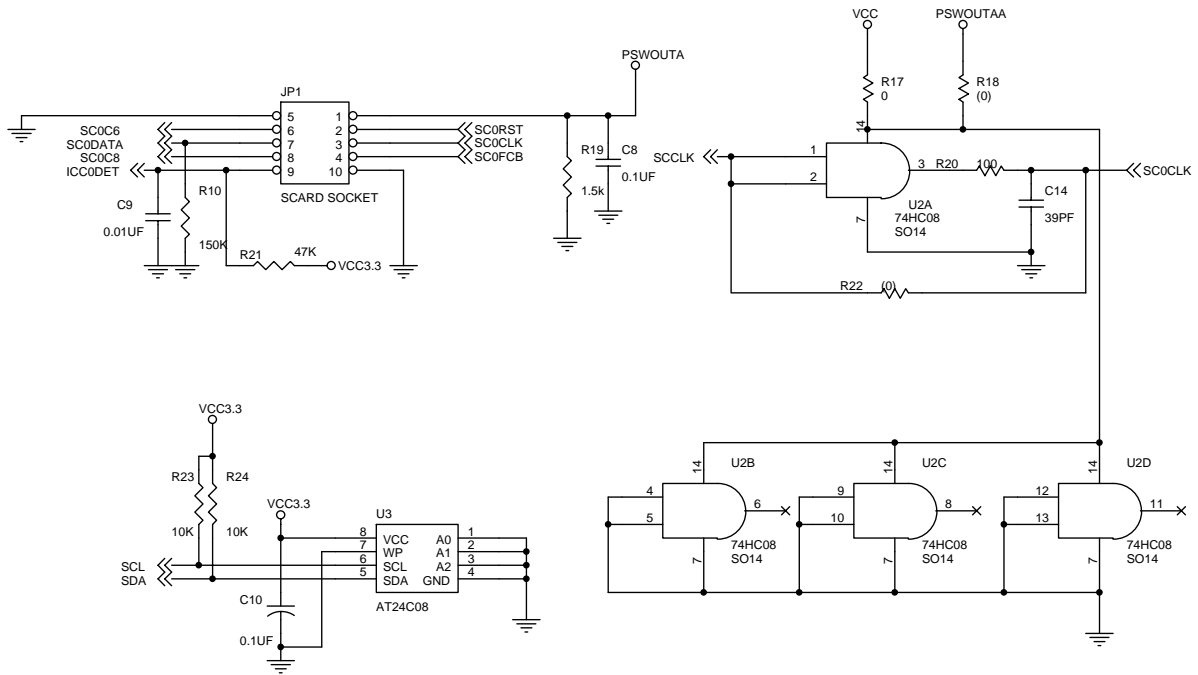 VCC
PSWOUTAA
PSWOUTA
R17
0
R18
(0)
JP1
5
6
7
8
9
1
2
3
4
10
SCARD SOCKET
SC0C6
SC0DATA
SC0C8
ICC0DET
SC0RST
SC0CLK
SC0FCB
R19
1.5k
C8
0.1UF
C9
0.01UF
R10
150K
R21
47K
VCC3.3
SCCLK
1
2
14
3
7
U2A
74HC08
SO14
R20
100
C14
39PF
SC0CLK
R22
(0)
VCC3.3
R23
R24
10K
10K
SCL
SDA
VCC3.3
C10
0.1UF
U3
8
7
6
5
VCC
WP
SCL
SDA
A0
A1
A2
GND
1
2
3
4
AT24C08
14
U2B
4
5
6
7
74HC08
SO14
14
U2C
9
10
8
7
74HC08
SO14
14
U2D
12
13
11
7
74HC08
SO14